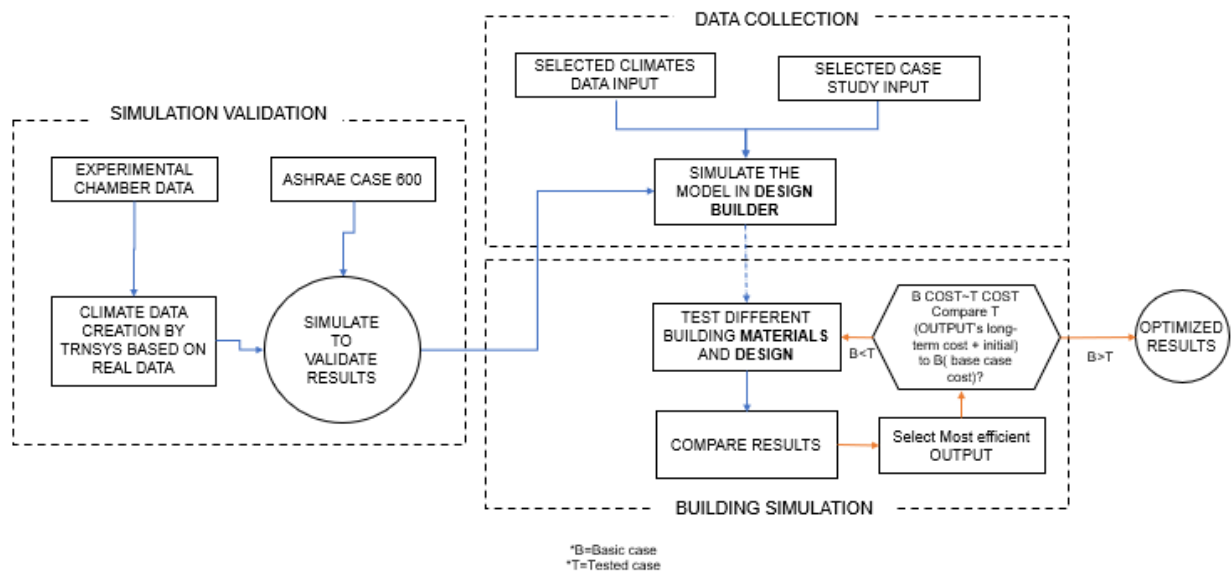 DATA COLLECTION
SELECTED CLIMATES
DATA INPUT
SELECTED CASE
STUDY INPUT
SIMULATION VALIDATION
EXPERIMENTAL
CHAMBER DATA
ASHRAE CASE 600
SIMULATE THE
MODEL IN DESIGN
BUILDER
CLIMATE DATA
CREATION BY
TRNSYS BASED ON
REAL DATA
SIMULATE
TO
VALIDATE
RESULTS
TEST DIFFERENT
BUILDING MATERIALS
AND DESIGN
B<T
B COST~T COST
Compare T
(OUTPUT's long-
term cost + initial)
to B( base case
cost)?
B>T
OPTIMIZED
RESULTS
COMPARE RESULTS
Select Most efficient
OUTPUT
BUILDING SIMULATION
*B=Basic case
*T=Tested case